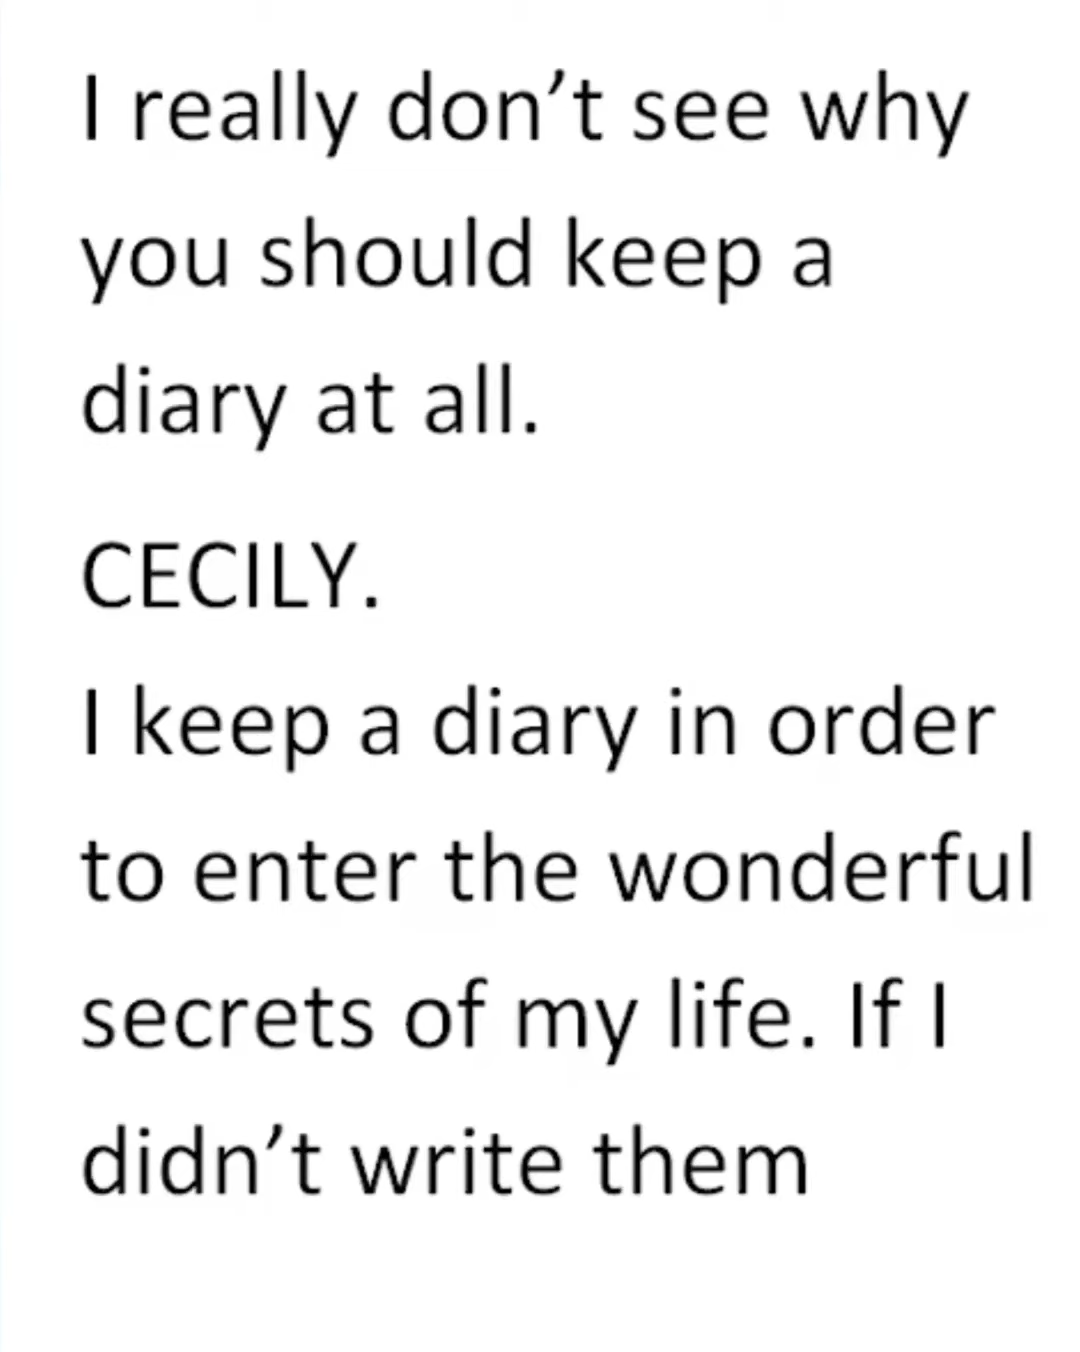 I really don’t see why
you should keep a
diary at all.
CECILY.
I keep a diary in order
to enter the wonderful
secrets of my life. If I
didn’t write them